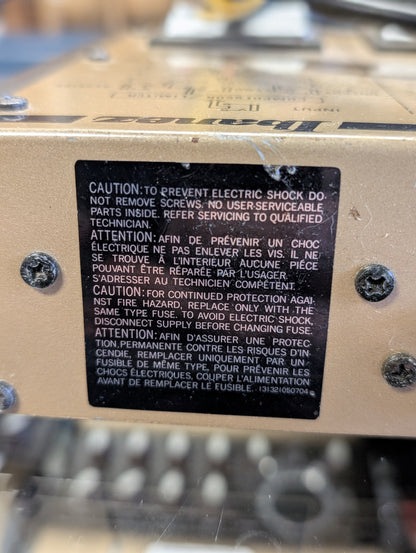 INPUT
Ibanez
CAUTION: TO PREVENT ELECTRIC SHOCK DO
NOT REMOVE SCREWS. NO USER-SERVICEABLE
PARTS INSIDE. REFER SERVICING TO QUALIFIED
TECHNICIAN.
ATTENTION: AFIN DE PRÉVENIR UN CHOC
ÉLECTRIQUE NE PAS ENLEVER LES VIS. IL NE
SE TROUVE À L'INTERIEUR AUCUNE PIÈCE
POUVANT ÊTRE RÉPARÉE PAR L'USAGER.
S'ADRESSER AU TECHNICIEN COMPÉTENT.
CAUTION: FOR CONTINUED PROTECTION AGAI-
NST FIRE HAZARD, REPLACE ONLY WITH THE
SAME TYPE FUSE. TO AVOID ELECTRIC SHOCK,
DISCONNECT SUPPLY BEFORE CHANGING FUSE.
ATTENTION: AFIN D'ASSURER UNE PROTEC-
TION PERMANENTE CONTRE LES RISQUES D'IN-
CENDIE, REMPLACER UNIQUEMENT PAR UN
FUSIBLE DE MÊME TYPE, POUR PRÉVENIR LES
CHOCS ÉLECTRIQUES, COUPER L'ALIMENTATION
AVANT DE REMPLACER LE FUSIBLE. 131321050704